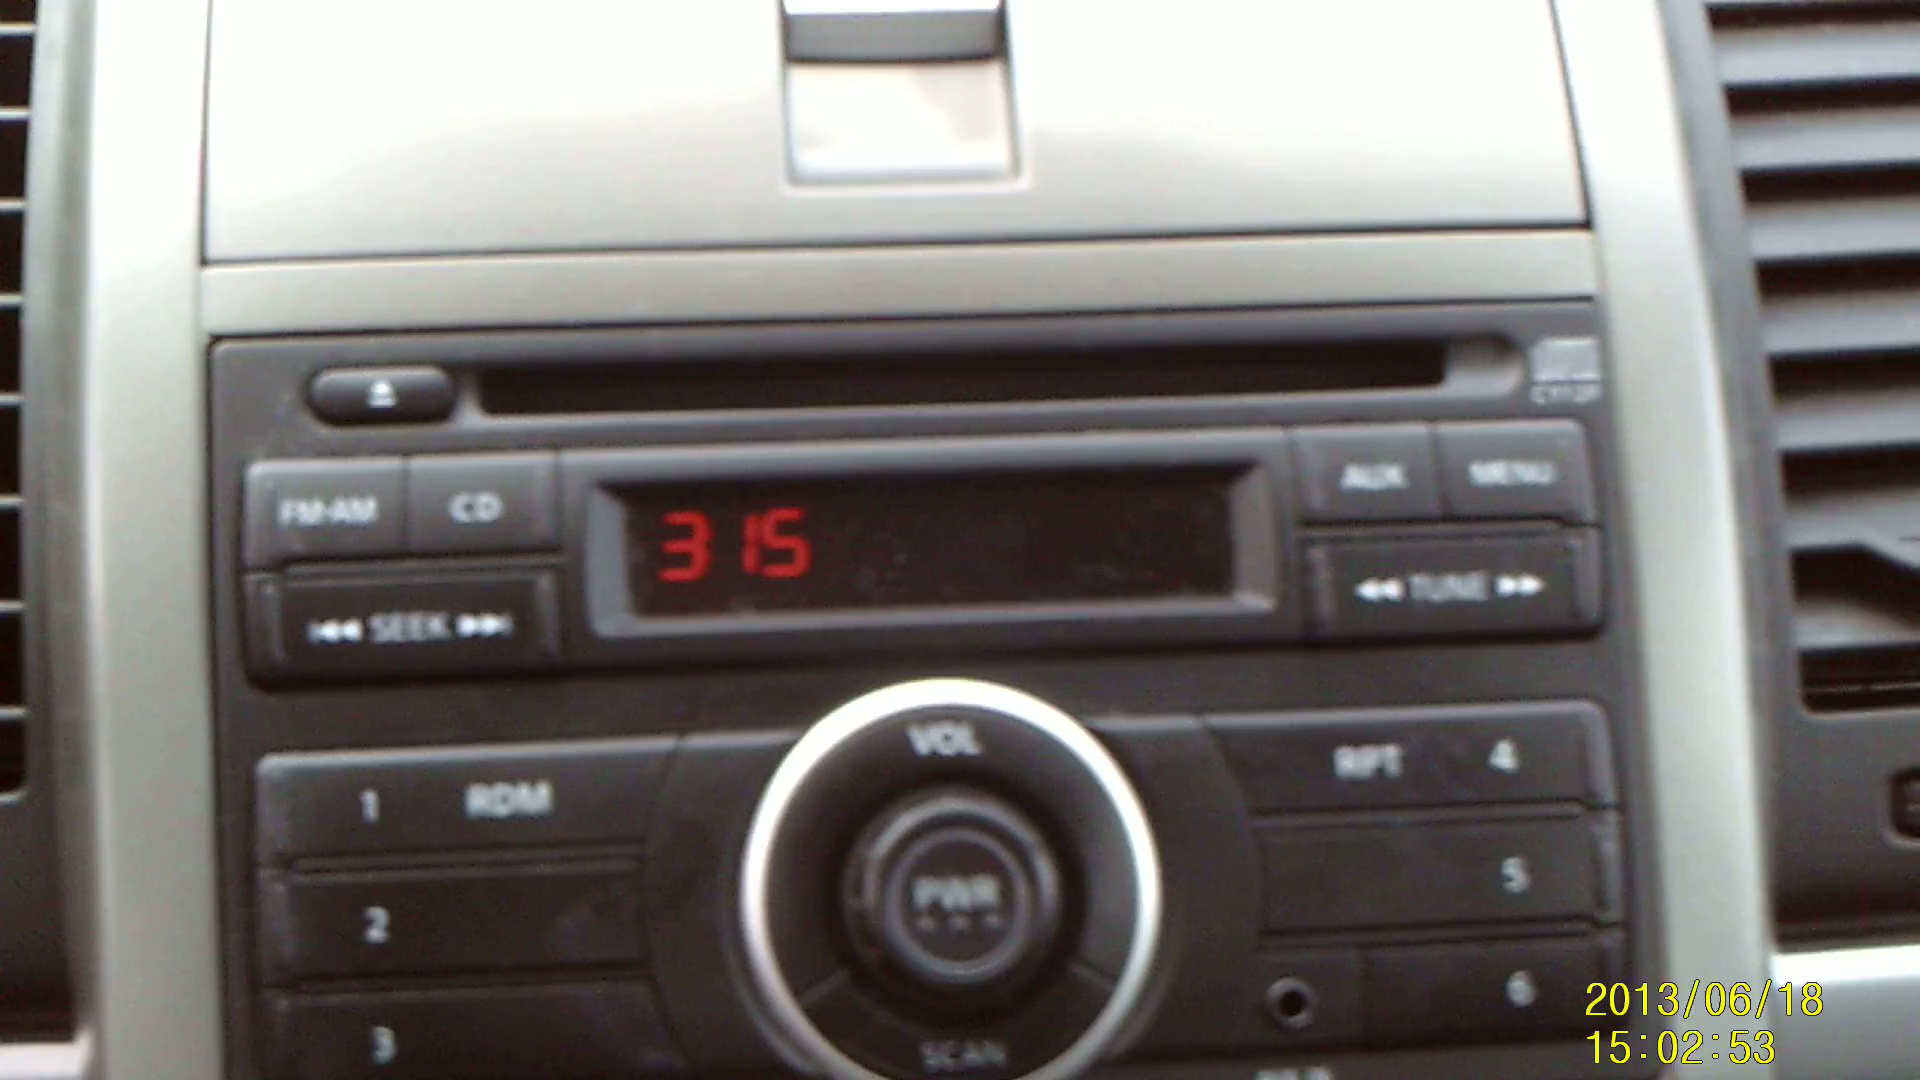 FM·AM CD 315 AUX MENU
SEEK TUNE
VOL
1 RDM RPT 4
PWR
2 5
3 6
SCAN
2013/06/18
15:02:53